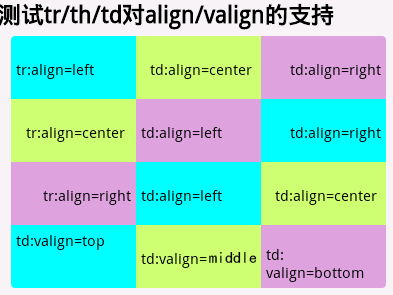 测试tr/th/td对align/valign的支持
tr:align=left
td:align=center
td:align=right
tr:align=center
td:align=left
td:align=right
tr:align=right
td:align=left
td:align=center
td:valign=top
td:valign=middle
td:
valign=bottom